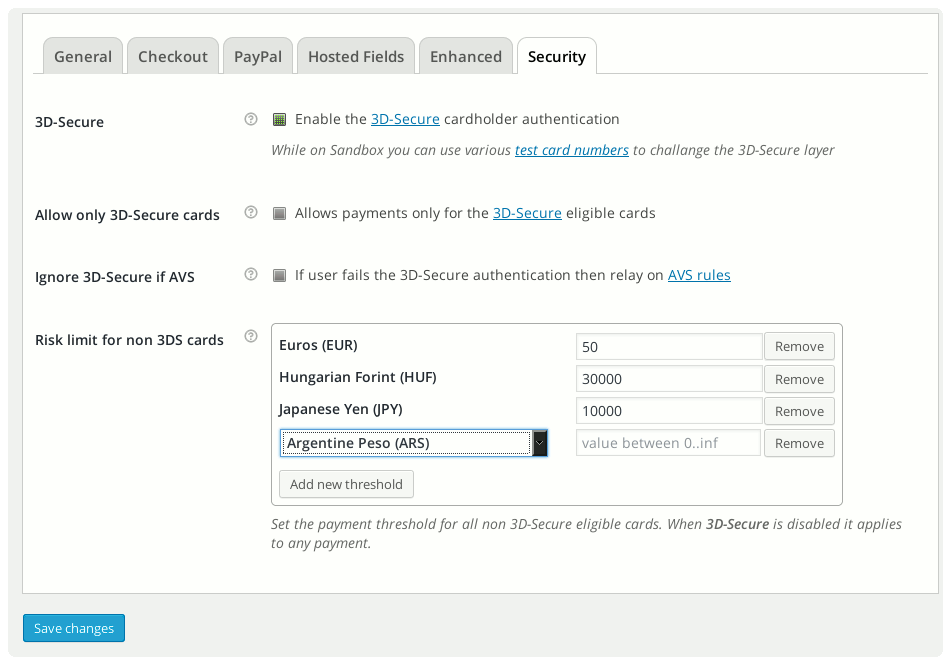 General Checkout PayPal Hosted Fields Enhanced Security
3D-Secure ? Enable the 3D-Secure cardholder authentication
While on Sandbox you can use various test card numbers to challange the 3D-Secure layer
Allow only 3D-Secure cards ? Allows payments only for the 3D-Secure eligible cards
Ignore 3D-Secure if AVS ? If user fails the 3D-Secure authentication then relay on AVS rules
Risk limit for non 3DS cards ? Euros (EUR) 50 Remove
Hungarian Forint (HUF) 30000 Remove
Japanese Yen (JPY) 10000 Remove
Argentine Peso (ARS) value between 0..inf Remove
Add new threshold
Set the payment threshold for all non 3D-Secure eligible cards. When 3D-Secure is disabled it applies
to any payment.
Save changes